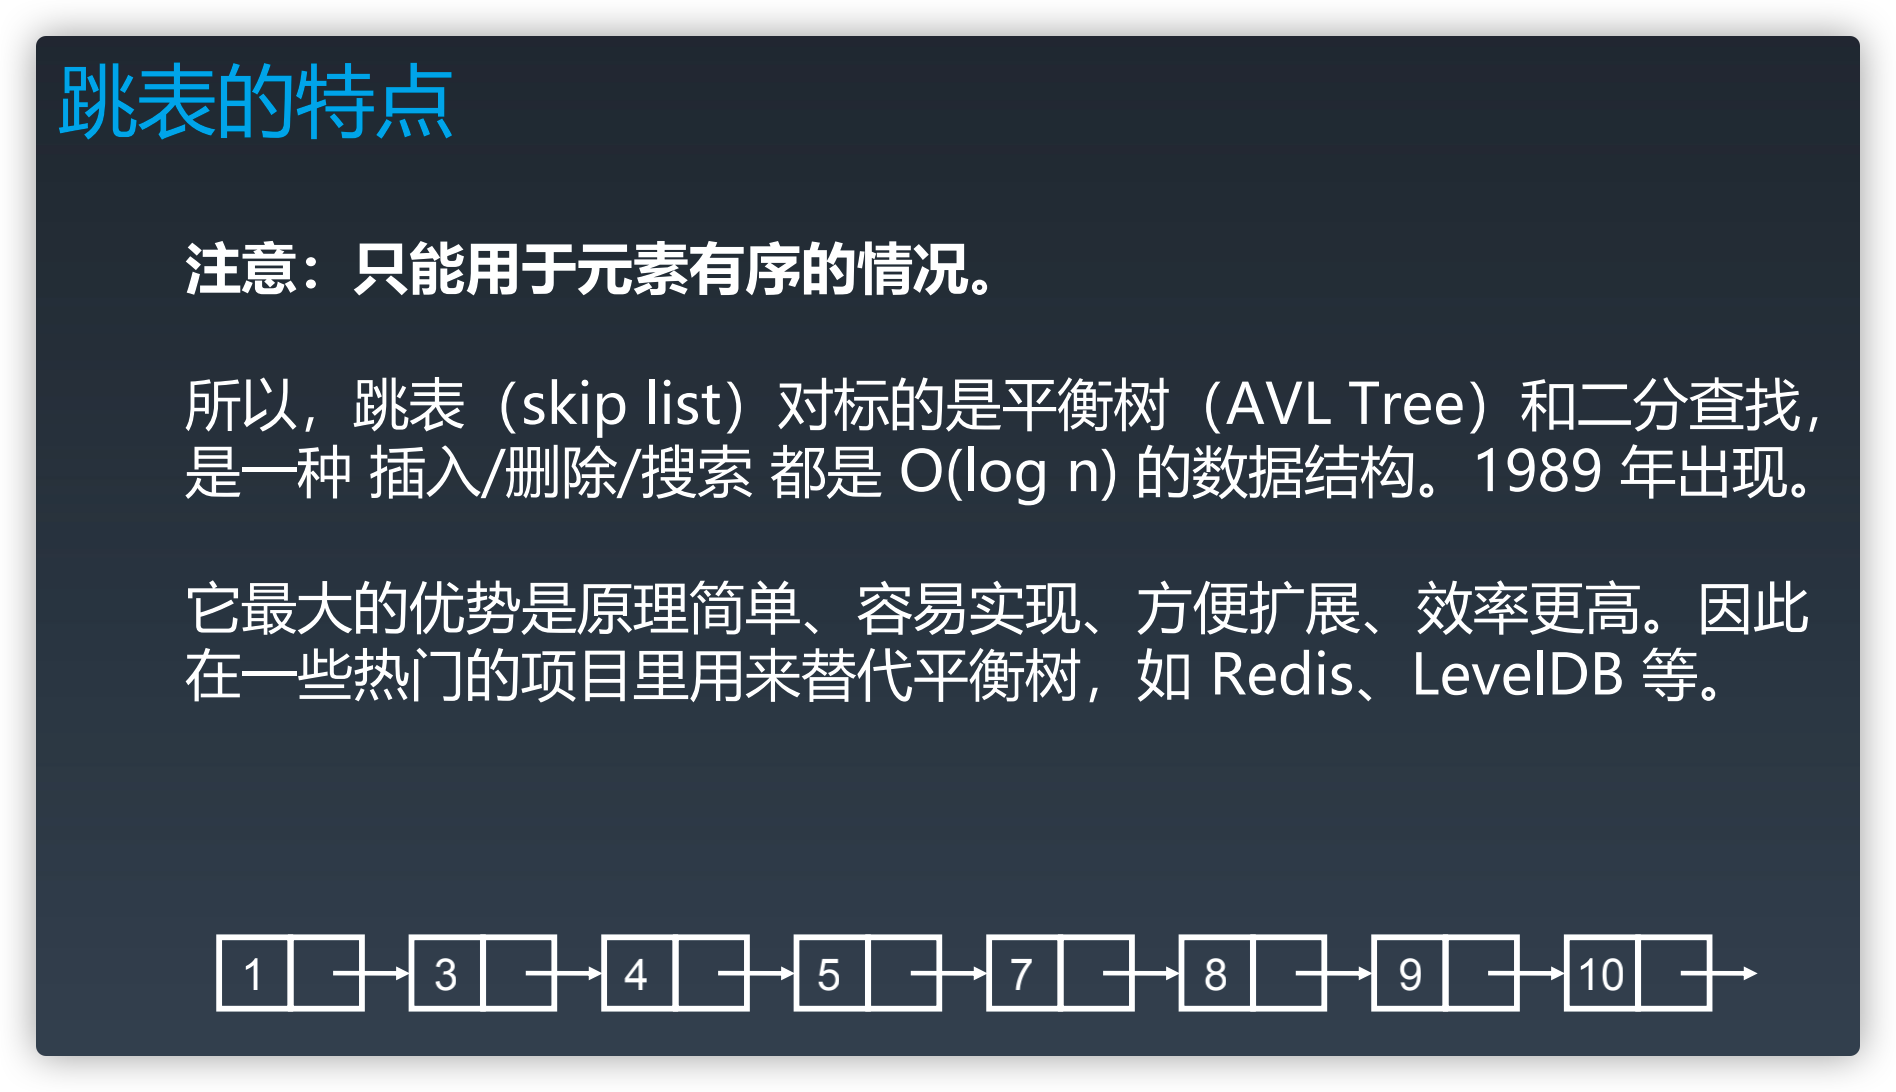 跳表的特点
注意：只能用于元素有序的情况。
所以，跳表（skip list）对标的是平衡树（AVL Tree）和二分查找，
是一种 插入/删除/搜索 都是 O(log n) 的数据结构。1989 年出现。
它最大的优势是原理简单、容易实现、方便扩展、效率更高。因此
在一些热门的项目里用来替代平衡树，如 Redis、LevelDB 等。
1 3 4 5 7 8 9 10